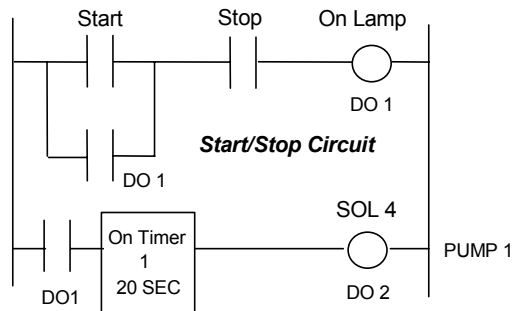 Start
Stop
On Lamp
DO 1
DO 1
Start/Stop Circuit
DO1
On Timer
1
20 SEC
SOL 4
DO 2
PUMP 1